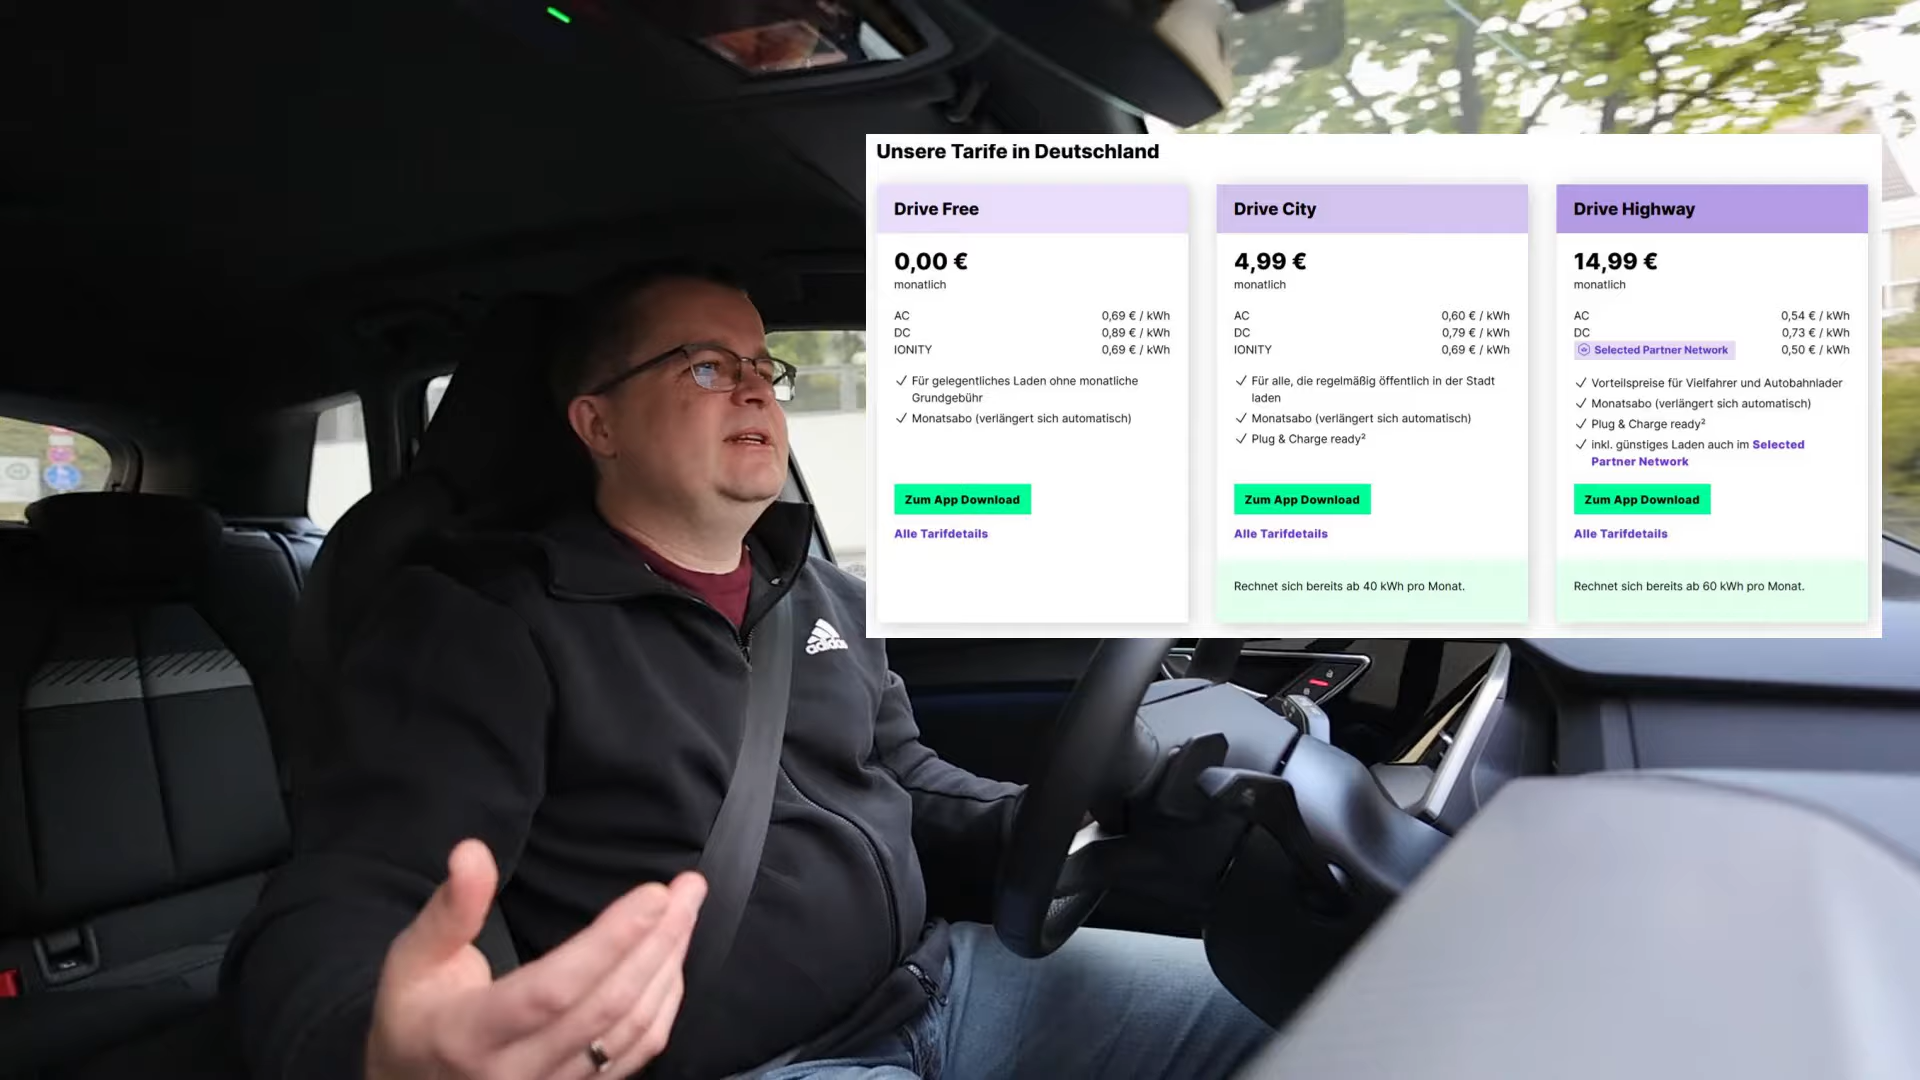 Unsere Tarife in Deutschland
Drive Free
0,00 €
monatlich
AC 0,69 € / kWh
DC 0,89 € / kWh
IONITY 0,69 € / kWh
✓ Für gelegentliches Laden ohne monatliche
Grundgebühr
✓ Monatsabo (verlängert sich automatisch)
Zum App Download
Alle Tarifdetails
Drive City
4,99 €
monatlich
AC 0,60 € / kWh
DC 0,79 € / kWh
IONITY 0,69 € / kWh
✓ Für alle, die regelmäßig öffentlich in der Stadt
laden
✓ Monatsabo (verlängert sich automatisch)
✓ Plug & Charge ready²
Zum App Download
Alle Tarifdetails
Rechnet sich bereits ab 40 kWh pro Monat.
Drive Highway
14,99 €
monatlich
AC 0,54 € / kWh
DC 0,73 € / kWh
Selected Partner Network 0,50 € / kWh
✓ Vorteilspreise für Vielfahrer und Autobahnlader
✓ Monatsabo (verlängert sich automatisch)
✓ Plug & Charge ready²
✓ inkl. günstiges Laden auch im Selected
Partner Network
Zum App Download
Alle Tarifdetails
Rechnet sich bereits ab 60 kWh pro Monat.
adidas